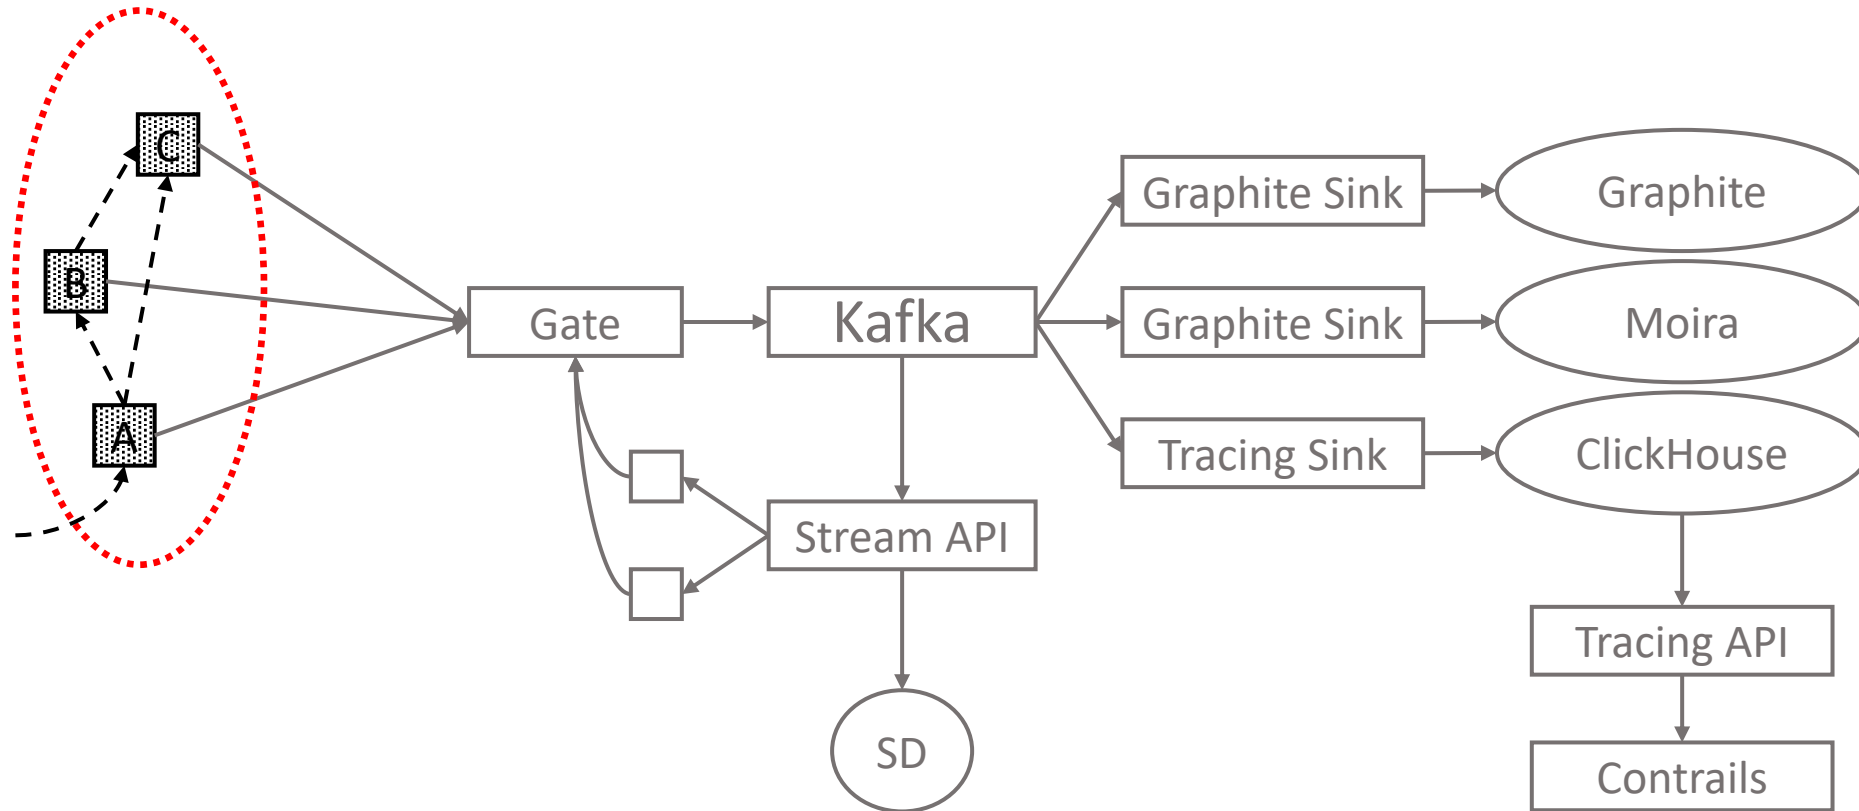 C
B
A
Gate
Kafka
Graphite Sink
Graphite
Graphite Sink
Moira
Tracing Sink
ClickHouse
Stream API
SD
Tracing API
Contrails